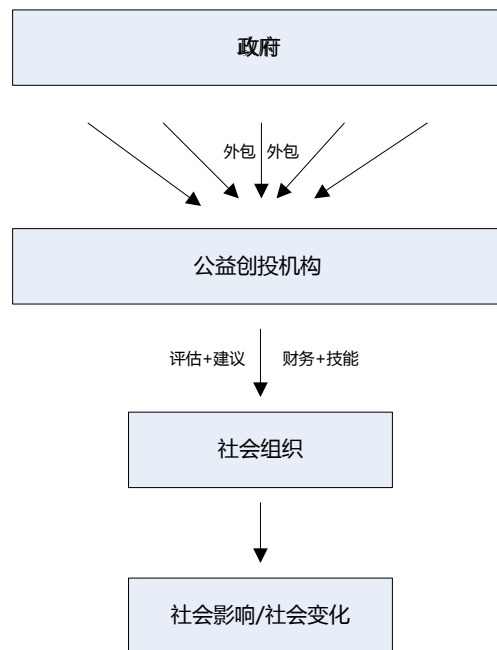 政府
外包 外包
公益创投机构
评估+建议 财务+技能
社会组织
社会影响/社会变化